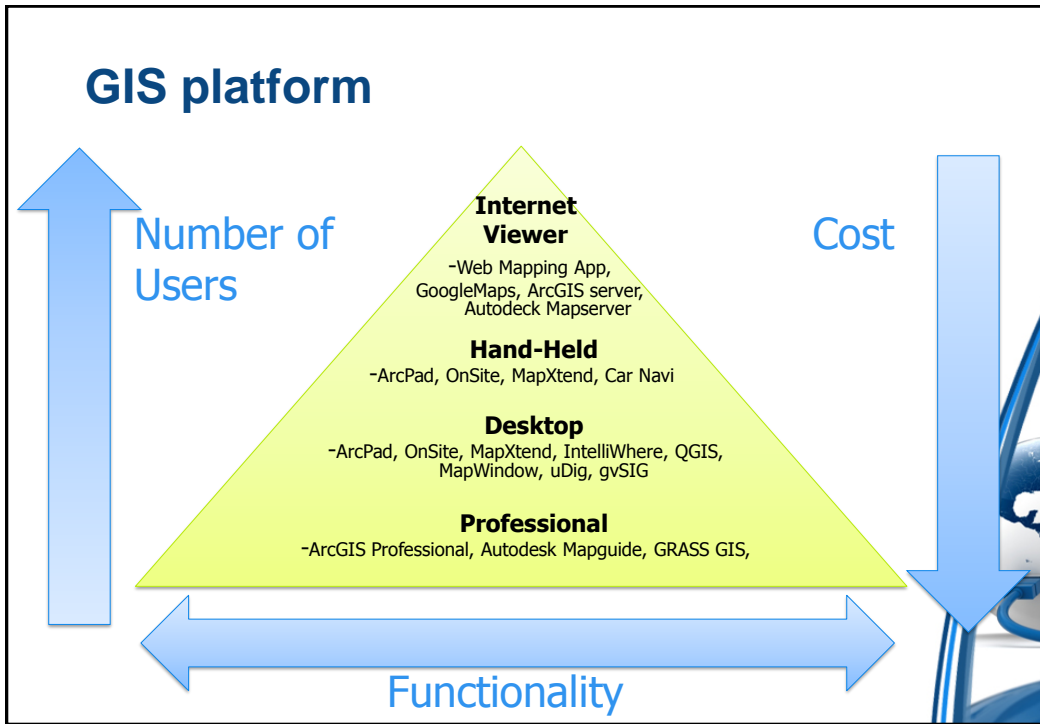 GIS platform
Number of
Users
Cost
Internet
Viewer
-Web Mapping App,
GoogleMaps, ArcGIS server,
Autodeck Mapserver
Hand-Held
-ArcPad, OnSite, MapXtend, Car Navi
Desktop
-ArcPad, OnSite, MapXtend, IntelliWhere, QGIS,
MapWindow, uDig, gvSIG
Professional
-ArcGIS Professional, Autodesk Mapguide, GRASS GIS,
Functionality